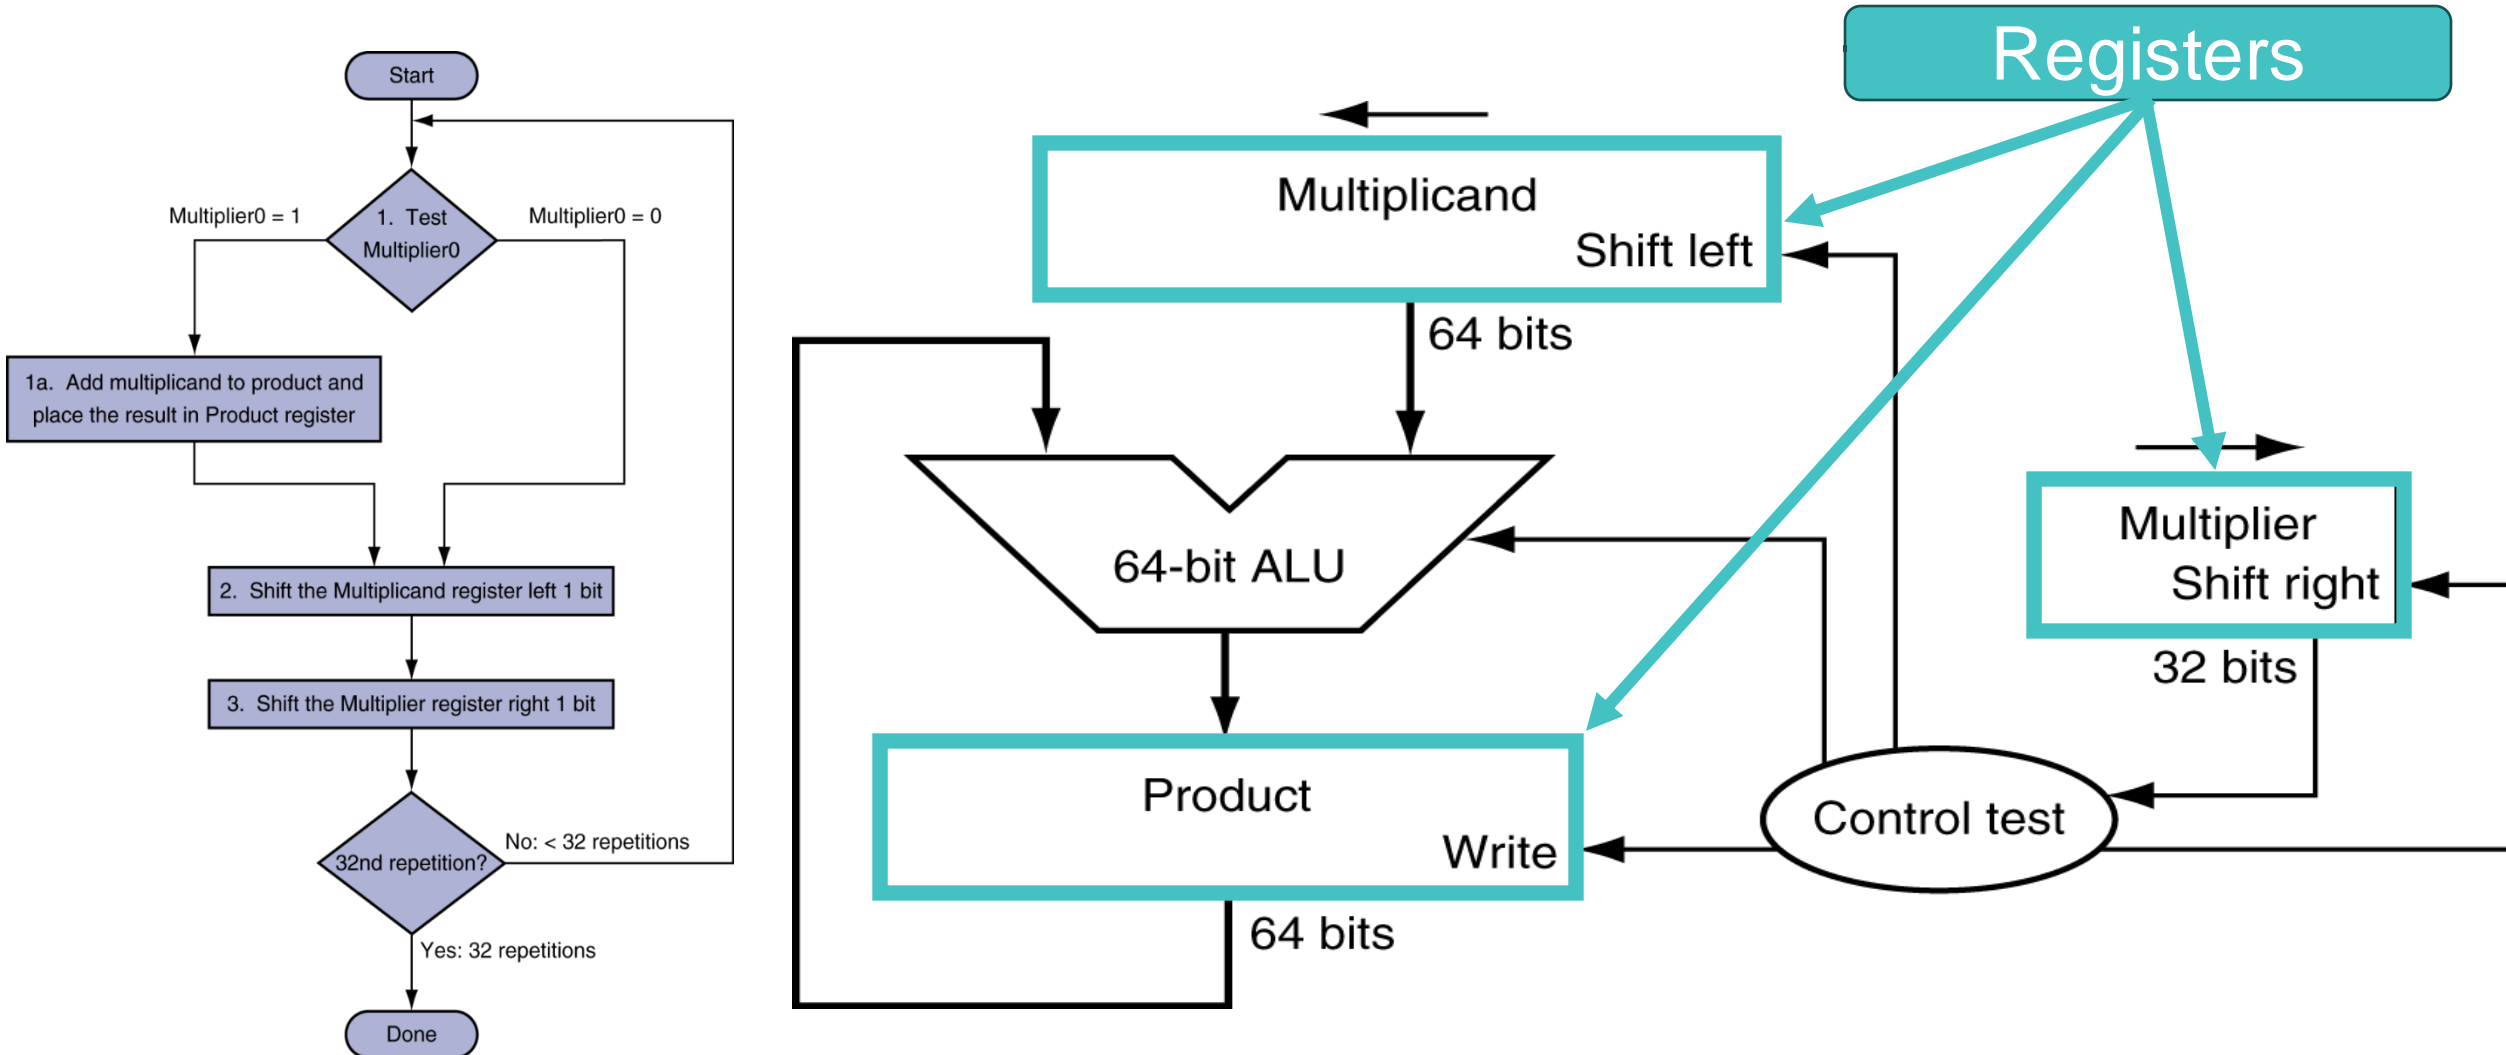 Start
Multiplier0 = 1
1. Test
Multiplier0
Multiplier0 = 0
1a. Add multiplicand to product and
place the result in Product register
2. Shift the Multiplicand register left 1 bit
3. Shift the Multiplier register right 1 bit
32nd repetition?
No: < 32 repetitions
Yes: 32 repetitions
Done
Registers
Multiplicand
Shift left
64 bits
64-bit ALU
Multiplier
Shift right
32 bits
Product
Write
64 bits
Control test